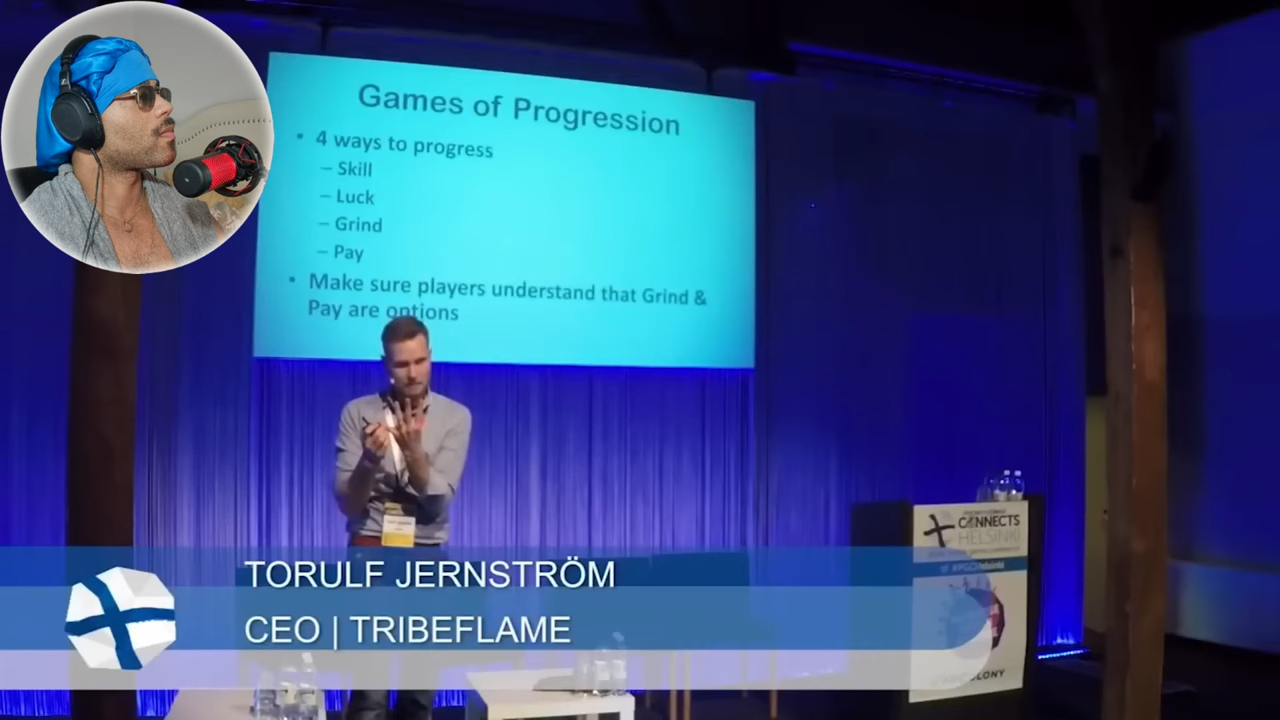 Games of Progression
• 4 ways to progress
– Skill
– Luck
– Grind
– Pay
• Make sure players understand that Grind &
Pay are options
CONNECTS
HELSINKI
TORULF JERNSTRÖM
CEO | TRIBEFLAME